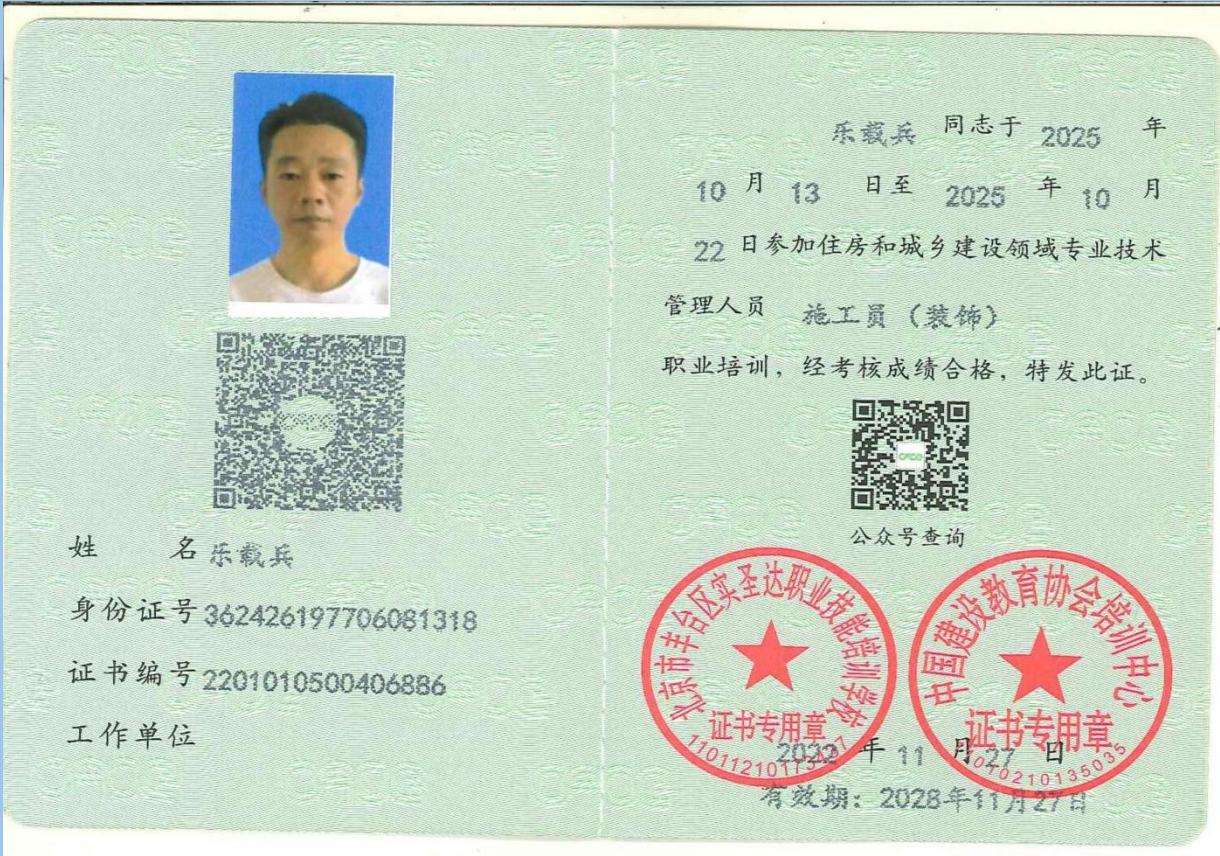 姓 名 乐载兵
身份证号 362426197706081318
证书编号 2201010500406886
工作单位
乐载兵 同志于 2025 年
10 月 13 日至 2025 年 10 月
22 日参加住房和城乡建设领域专业技术
管理人员 施工员（装饰）
职业培训，经考核成绩合格，特发此证。
公众号查询
北京市丰台区实圣达职业技能培训学校
证书专用章
中国建设教育协会培训中心
证书专用章
11010210135035
年 11 月 27 日
有效期：2028年11月27日